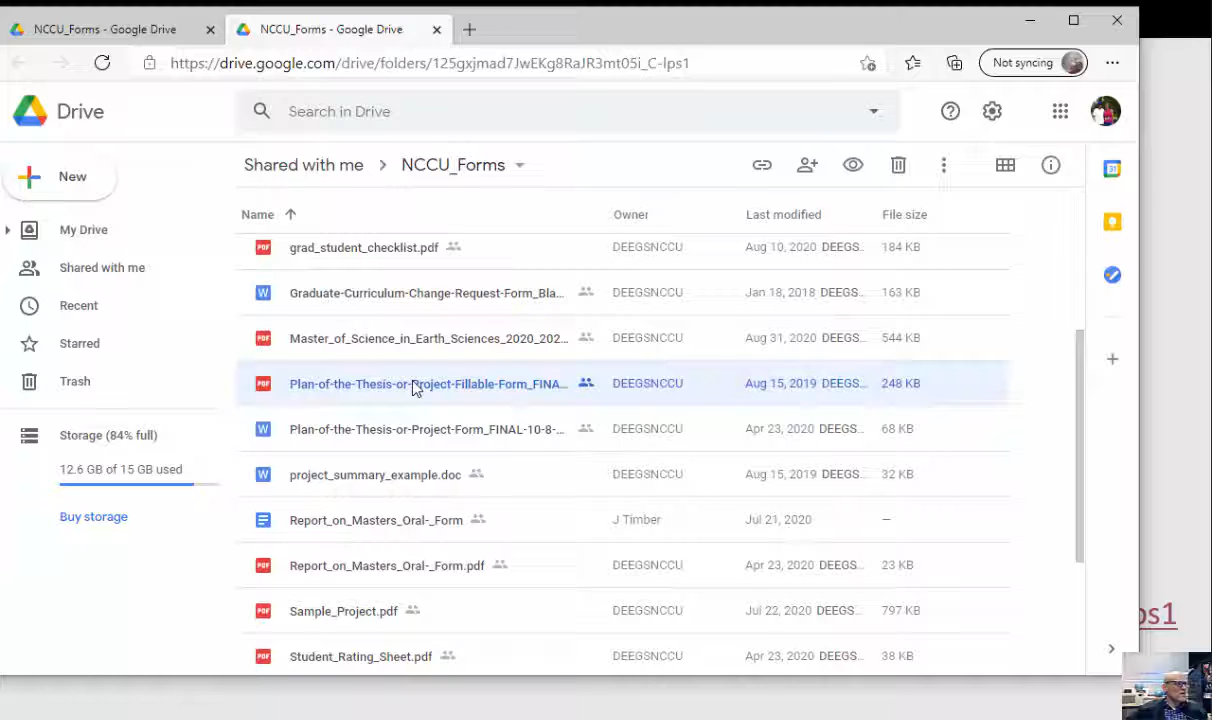 NCCU_Forms - Google Drive
NCCU_Forms - Google Drive
https://drive.google.com/drive/folders/125gxjmad7JwEKg8RaJR3mt05i_C-lps1
Not syncing
Drive
Search in Drive
New
My Drive
Shared with me
Recent
Starred
Trash
Storage (84% full)
12.6 GB of 15 GB used
Buy storage
Shared with me > NCCU_Forms
Name Owner Last modified File size
PDF grad_student_checklist.pdf DEEGSNCCU Aug 10, 2020 DEEGS... 184 KB
W Graduate-Curriculum-Change-Request-Form_Bla... DEEGSNCCU Jan 18, 2018 DEEGS... 163 KB
PDF Master_of_Science_in_Earth_Sciences_2020_202... DEEGSNCCU Aug 31, 2020 DEEGS... 544 KB
PDF Plan-of-the-Thesis-or-Project-Fillable-Form_FINA... DEEGSNCCU Aug 15, 2019 DEEGS... 248 KB
W Plan-of-the-Thesis-or-Project-Form_FINAL-10-8-... DEEGSNCCU Apr 23, 2020 DEEGS... 68 KB
W project_summary_example.doc DEEGSNCCU Aug 15, 2019 DEEGS... 32 KB
Report_on_Masters_Oral-_Form J Timber Jul 21, 2020 —
PDF Report_on_Masters_Oral-_Form.pdf DEEGSNCCU Apr 23, 2020 DEEGS... 23 KB
PDF Sample_Project.pdf DEEGSNCCU Jul 22, 2020 DEEGS... 797 KB
PDF Student_Rating_Sheet.pdf DEEGSNCCU Apr 23, 2020 DEEGS... 38 KB
31
ps1